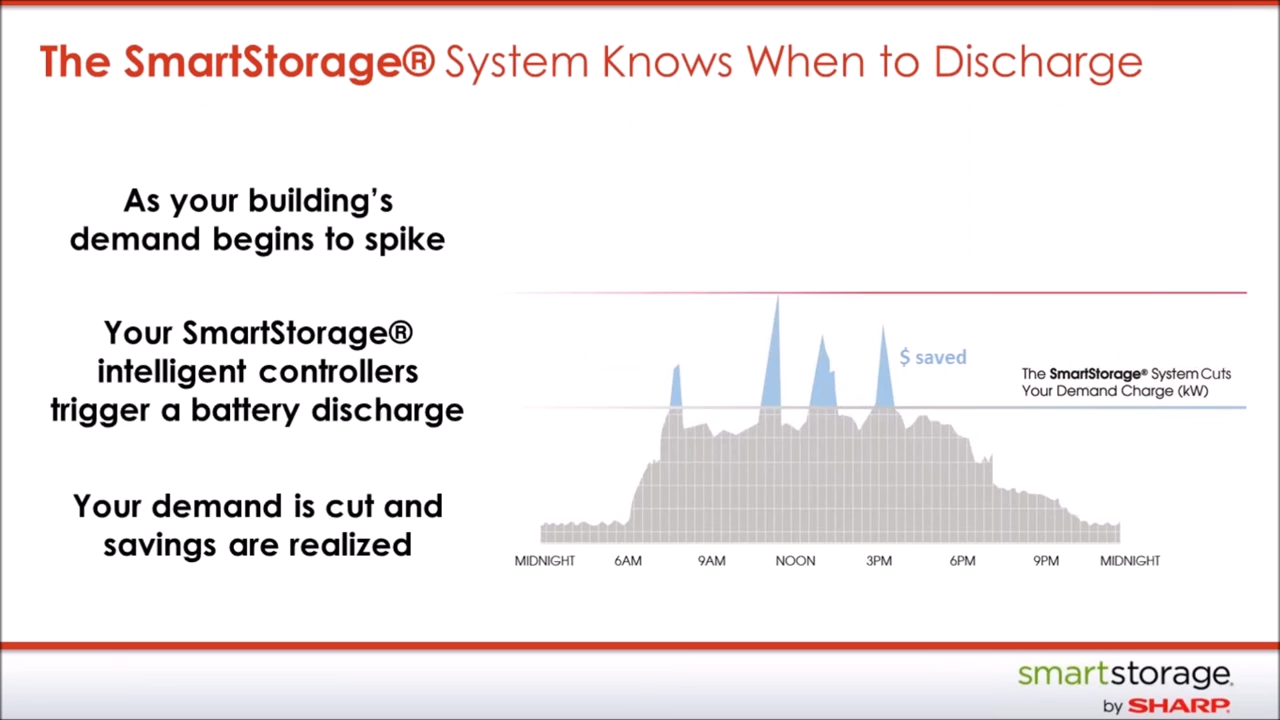 The SmartStorage® System Knows When to Discharge
As your building’s
demand begins to spike
Your SmartStorage®
intelligent controllers
trigger a battery discharge
Your demand is cut and
savings are realized
$ saved
The SmartStorage® System Cuts
Your Demand Charge (kW)
MIDNIGHT 6AM 9AM NOON 3PM 6PM 9PM MIDNIGHT
smartstorage
by SHARP